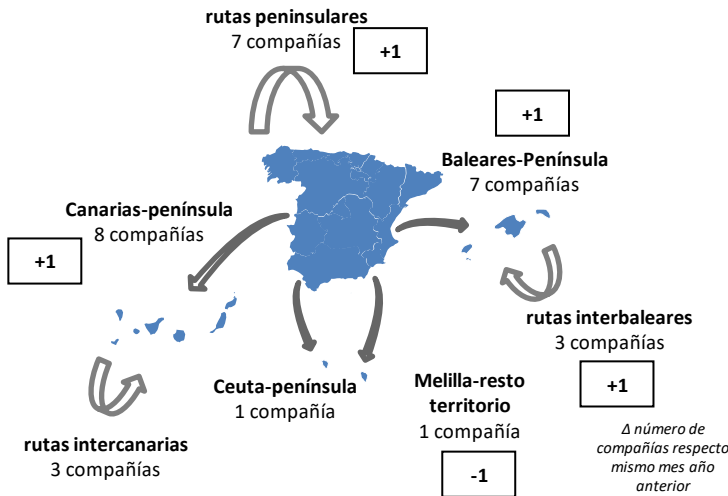 rutas peninsulares
7 compañías
+1
+1
Baleares-Península
7 compañías
Canarias-península
8 compañías
+1
rutas interbaleares
3 compañías
+1
Ceuta-península
1 compañía
Melilla-resto
territorio
1 compañía
-1
rutas intercanarias
3 compañías
Δ número de
compañías respecto
mismo mes año
anterior